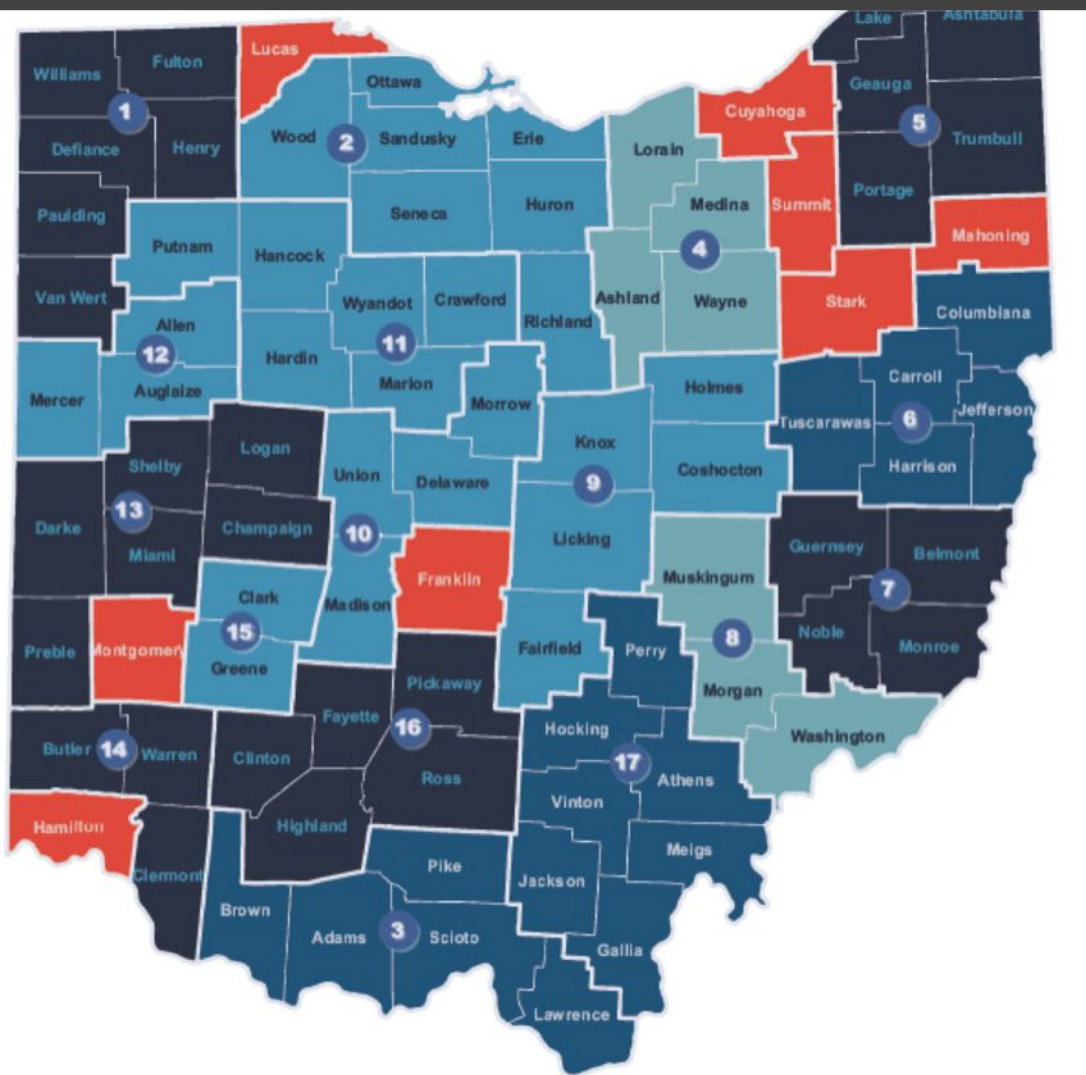 Lake
Ashtabula
Lucas
Williams
Fulton
Ottawa
Geauga
Cuyahoga
1
5
Wood
2
Sandusky
Erie
Trumbull
Defiance
Henry
Lorain
Portage
Medina
Summit
Paulding
Seneca
Huron
Mahoning
Putnam
Hancock
4
Van Wert
Wyandot
Crawford
Ashland
Wayne
Stark
Columbiana
Allen
Richland
12
11
Hardin
Marion
Holmes
Carroll
Mercer
Auglaize
Morrow
Jefferson
Tuscarawas
6
Knox
Logan
Shelby
Union
Delaware
9
Coshocton
Harrison
13
Darke
Champaign
10
Licking
Miami
Guernsey
Belmont
Franklin
Muskingum
7
Clark
Madison
15
Noble
8
Preble
Montgomery
Greene
Fairfield
Perry
Monroe
Pickaway
Morgan
Fayette
16
Hocking
Washington
Butler
14
Warren
Clinton
17
Ross
Athens
Vinton
Hamilton
Highland
Meigs
Pike
Clermont
Jackson
Brown
Adams
3
Scioto
Gallia
Lawrence